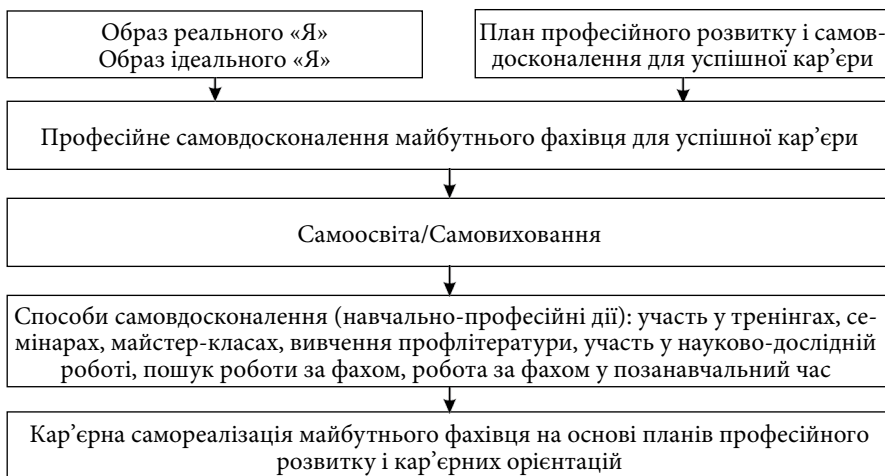 Образ реального «Я»
Образ ідеального «Я»
План професійного розвитку і самов-
досконалення для успішної кар’єри
Професійне самовдосконалення майбутнього фахівця для успішної кар’єри
Самоосвіта/Самовиховання
Способи самовдосконалення (навчально-професійні дії): участь у тренінгах, се-
мінарах, майстер-класах, вивчення профлітератури, участь у науково-дослідній
роботі, пошук роботи за фахом, робота за фахом у позанавчальний час
Кар’єрна самореалізація майбутнього фахівця на основі планів професійного
розвитку і кар’єрних орієнтацій